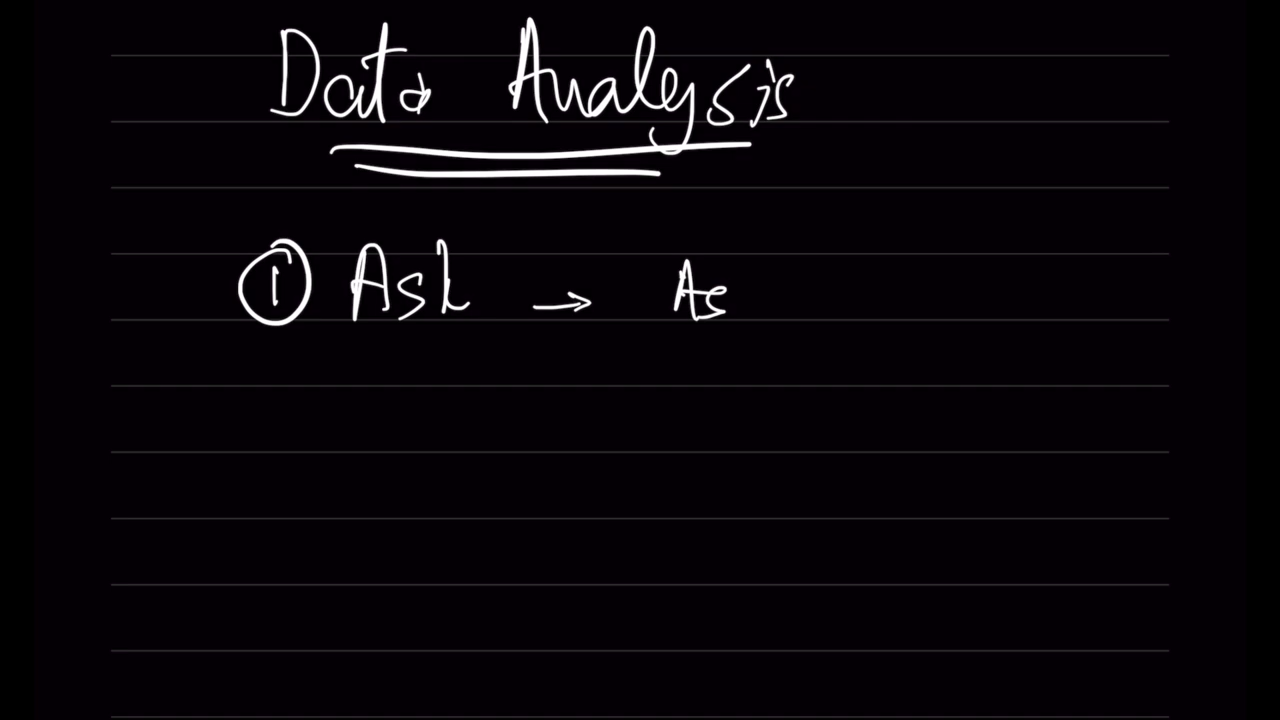 Data Analysis
① Ask → As